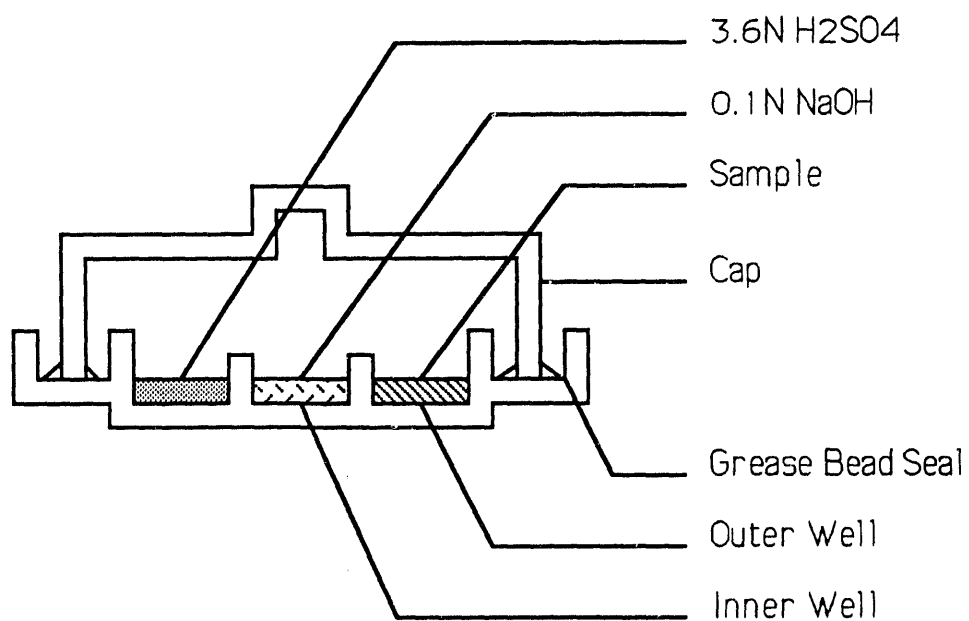 3.6N H2SO4
0.1N NaOH
Sample
Cap
Grease Bead Seal
Outer Well
Inner Well